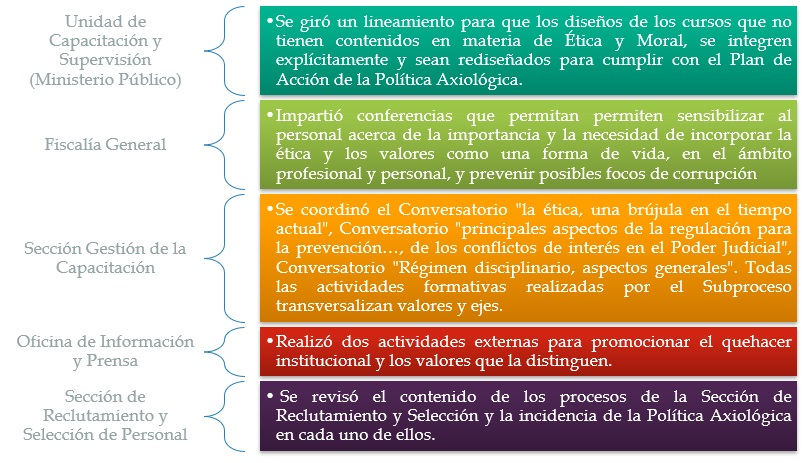 Unidad de
Capacitación y
Supervisión
(Ministerio Público)
•Se giró un lineamiento para que los diseños de los cursos que no
tienen contenidos en materia de Ética y Moral, se integren
explícitamente y sean rediseñados para cumplir con el Plan de
Acción de la Política Axiológica.
Fiscalía General
•Impartió conferencias que permitan permiten sensibilizar al
personal acerca de la importancia y la necesidad de incorporar la
ética y los valores como una forma de vida, en el ámbito
profesional y personal, y prevenir posibles focos de corrupción
Sección Gestión de la
Capacitación
•Se coordinó el Conversatorio "la ética, una brújula en el tiempo
actual", Conversatorio "principales aspectos de la regulación para
la prevención…, de los conflictos de interés en el Poder Judicial",
Conversatorio "Régimen disciplinario, aspectos generales". Todas
las actividades formativas realizadas por el Subproceso
transversalizan valores y ejes.
Oficina de Información
y Prensa
•Realizó dos actividades externas para promocionar el quehacer
institucional y los valores que la distinguen.
Sección de
Reclutamiento y
Selección de Personal
• Se revisó el contenido de los procesos de la Sección de
Reclutamiento y Selección y la incidencia de la Política Axiológica
en cada uno de ellos.